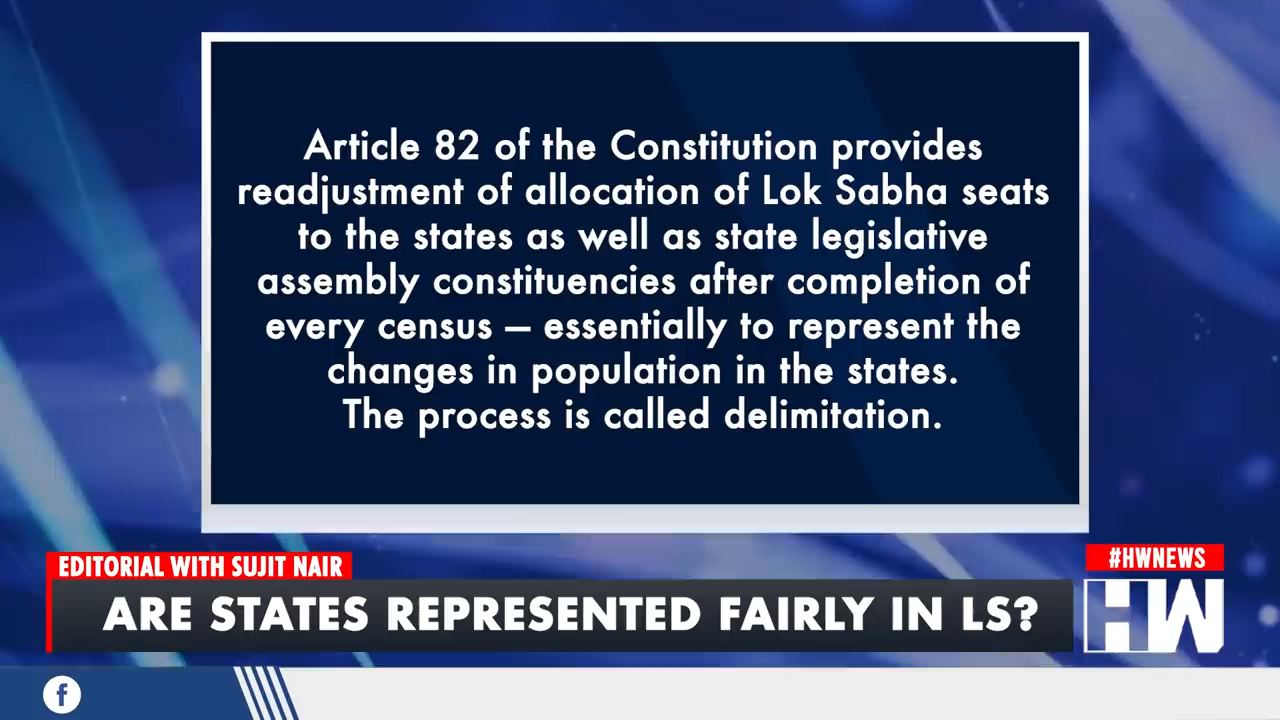 Article 82 of the Constitution provides
readjustment of allocation of Lok Sabha seats
to the states as well as state legislative
assembly constituencies after completion of
every census – essentially to represent the
changes in population in the states.
The process is called delimitation.
EDITORIAL WITH SUJIT NAIR
#HWNEWS
ARE STATES REPRESENTED FAIRLY IN LS?
HW
f